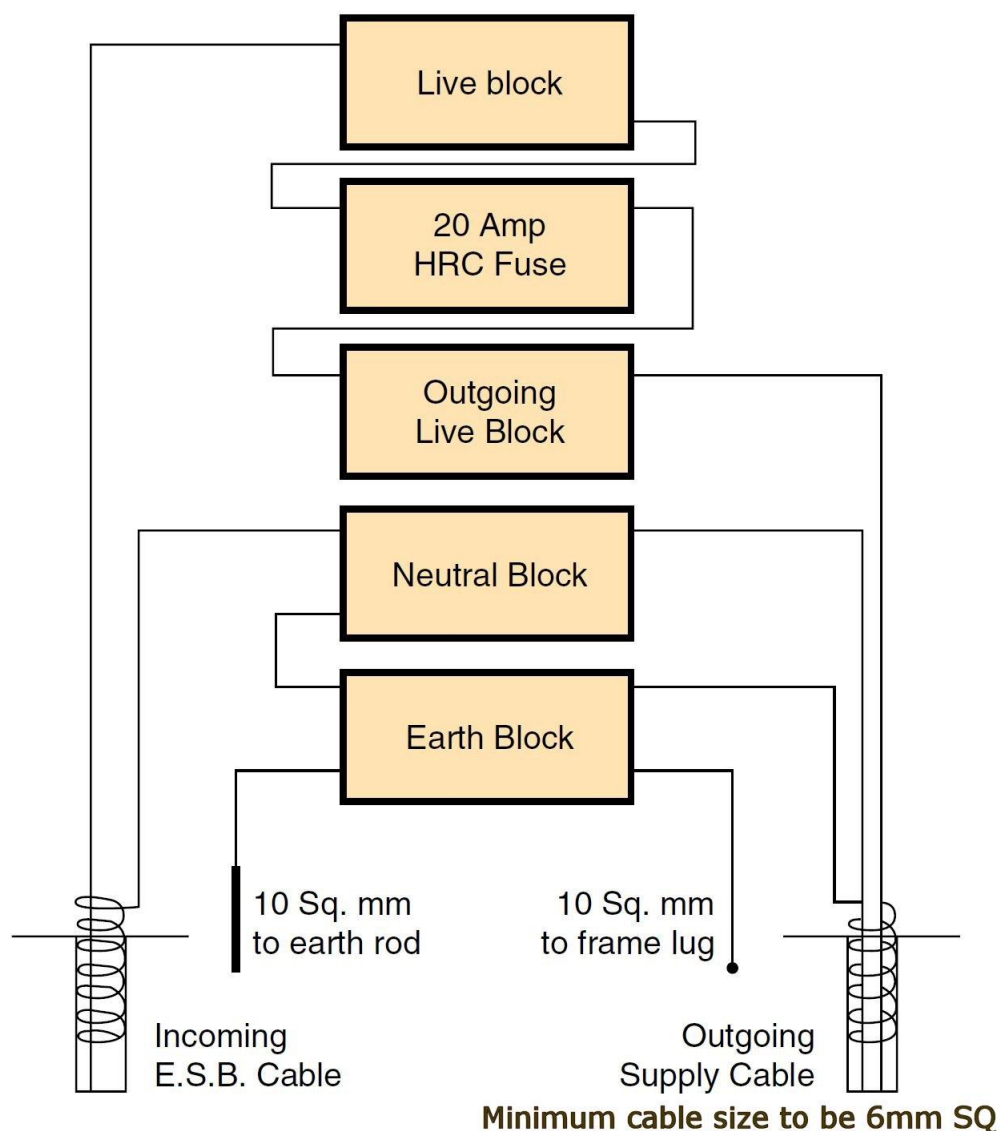 Live block
20 Amp
HRC Fuse
Outgoing
Live Block
Neutral Block
Earth Block
10 Sq. mm
to earth rod
10 Sq. mm
to frame lug
Incoming
E.S.B. Cable
Outgoing
Supply Cable
Minimum cable size to be 6mm SQ